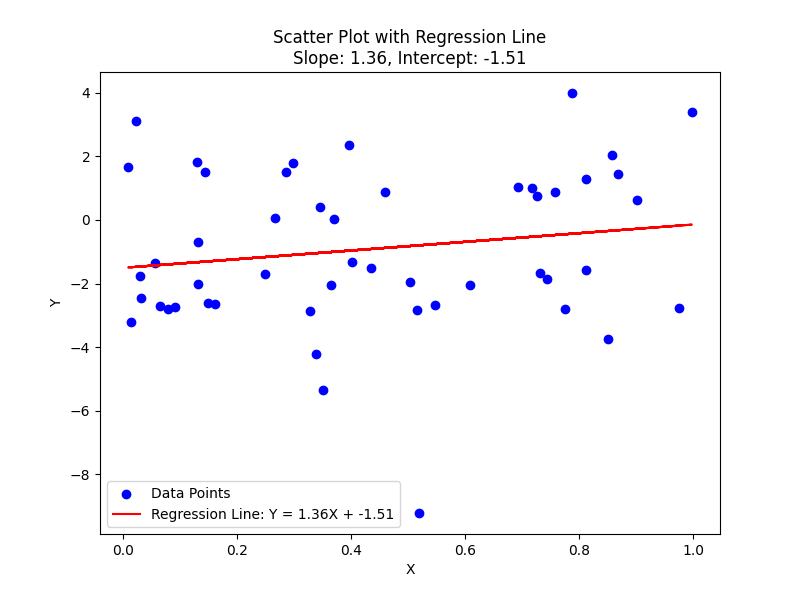 Scatter Plot with Regression Line
Slope: 1.36, Intercept: -1.51
4
2
0
−2
−4
−6
−8
Y
Data Points
Regression Line: Y = 1.36X + -1.51
0.0 0.2 0.4 0.6 0.8 1.0
X